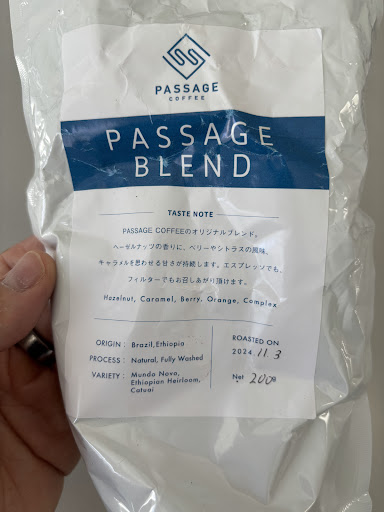 PASSAGE
COFFEE
PASSAGE
BLEND
TASTE NOTE
PASSAGE COFFEEのオリジナルブレンド。
ヘーゼルナッツの香りに、ベリーやシトラスの風味、
キャラメルを思わせる甘さが持続します。エスプレッソでも、
フィルターでもお召しあがり頂けます。
Hazelnut, Caramel, Berry, Orange, Complex
ORIGIN : Brazil,Ethiopia
PROCESS : Natural, Fully Washed
VARIETY : Mundo Novo,
Ethiopian Heirloom,
Catuai
ROASTED ON
2024 11.3
Net 200g